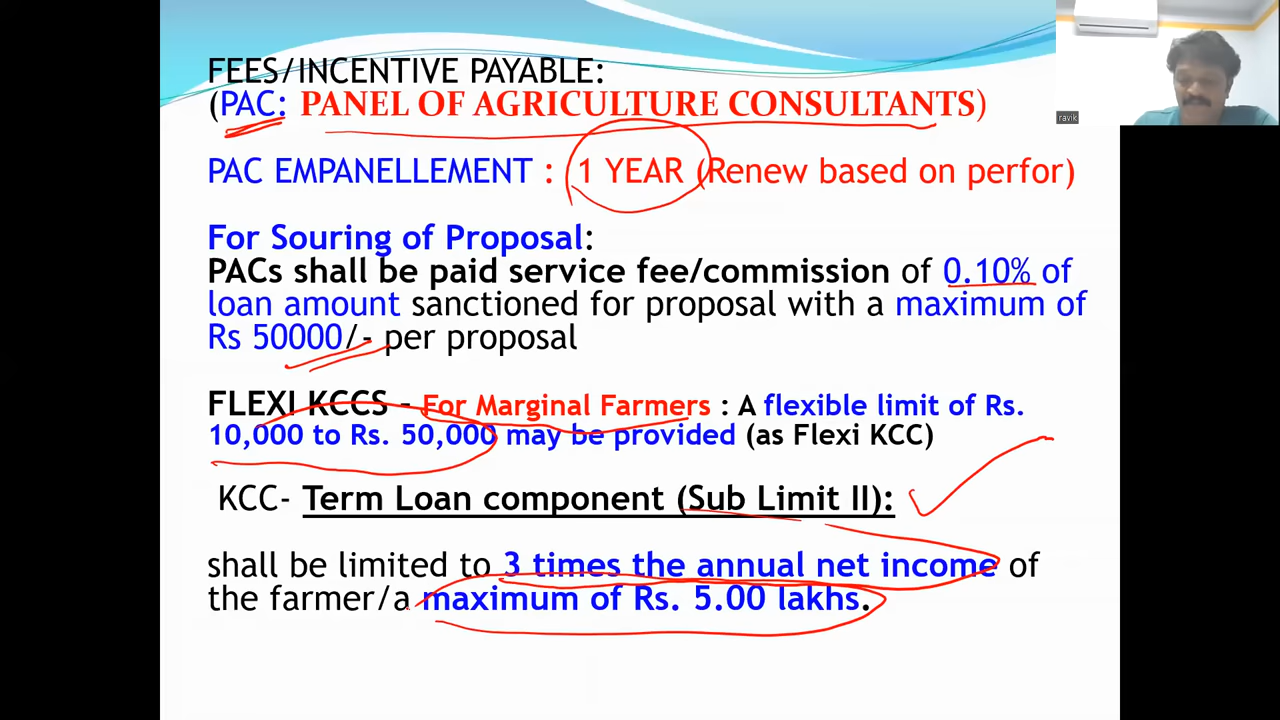 FEES/INCENTIVE PAYABLE:
(PAC: PANEL OF AGRICULTURE CONSULTANTS)
PAC EMPANELLEMENT : 1 YEAR (Renew based on perfor)
For Souring of Proposal:
PACs shall be paid service fee/commission of 0.10% of
loan amount sanctioned for proposal with a maximum of
Rs 50000/- per proposal
FLEXI KCCS – For Marginal Farmers : A flexible limit of Rs.
10,000 to Rs. 50,000 may be provided (as Flexi KCC)
KCC- Term Loan component (Sub Limit II):
shall be limited to 3 times the annual net income of
the farmer/a maximum of Rs. 5.00 lakhs.
ravik